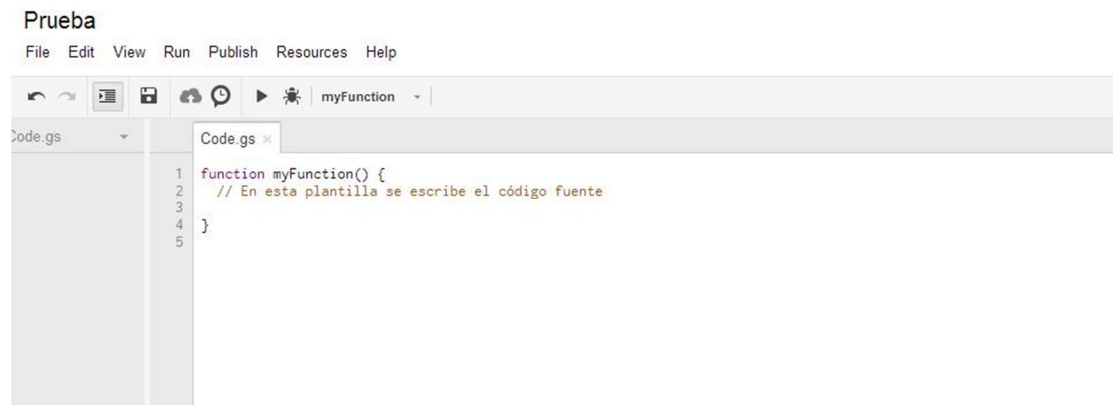 Prueba
File Edit View Run Publish Resources Help
myFunction
Code.gs
Code.gs ×
1 function myFunction() {
2 // En esta plantilla se escribe el código fuente
3
4 }
5